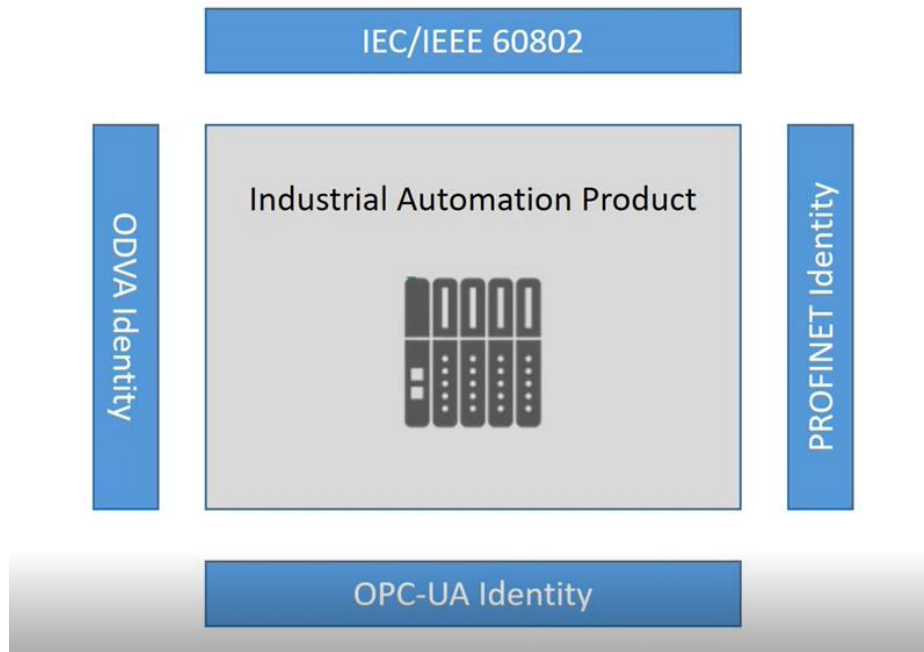 IEC/IEEE 60802
ODVA Identity
Industrial Automation Product
PROFINET Identity
OPC-UA Identity